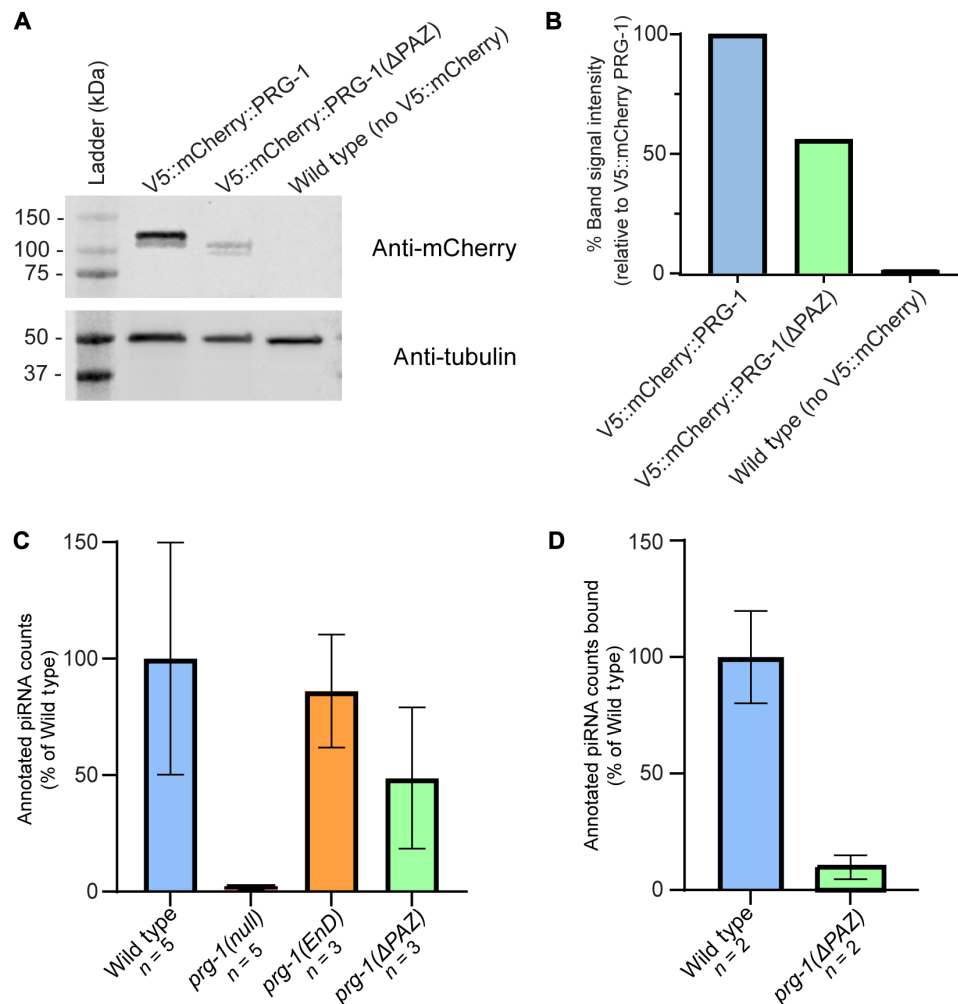 A
Ladder (kDa)
V5::mCherry::PRG-1
V5::mCherry::PRG-1(ΔPAZ)
Wild type (no V5::mCherry)
150 -
100 -
75 -
Anti-mCherry
50 -
37 -
Anti-tubulin
B
% Band signal intensity
(relative to V5::mCherry PRG-1)
100
50
0
V5::mCherry::PRG-1
V5::mCherry::PRG-1(ΔPAZ)
Wild type (no V5::mCherry)
C
Annotated piRNA counts
(% of Wild type)
150
100
50
0
Wild type
n = 5
prg-1(null)
n = 5
prg-1(EnD)
n = 3
prg-1(ΔPAZ)
n = 3
D
Annotated piRNA counts bound
(% of Wild type)
150
100
50
0
Wild type
n = 2
prg-1(ΔPAZ)
n = 2